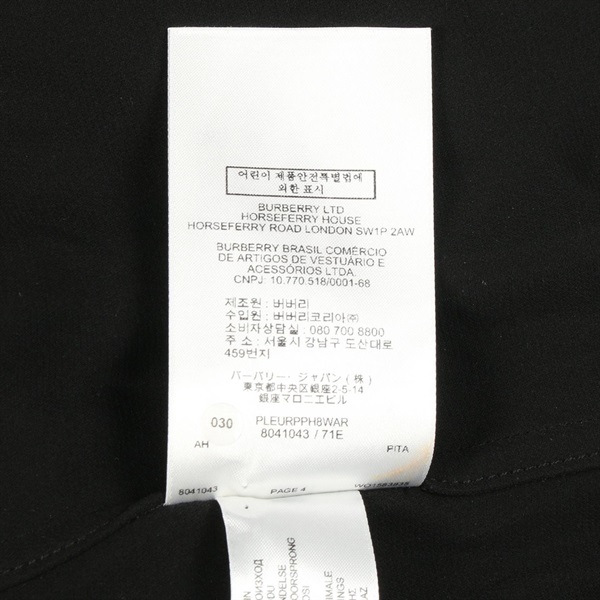 어린이 제품안전특별법에
의한 표시
BURBERRY LTD
HORSEFERRY HOUSE
HORSEFERRY ROAD LONDON SW1P 2AW
BURBERRY BRASIL COMÉRCIO
DE ARTIGOS DE VESTUÁRIO E
ACESSÓRIOS LTDA.
CNPJ: 10.770.518/0001-68
제조원 : 버버리
수입원 : 버버리코리아㈜
소비자상담실 : 080 700 8800
주 소 : 서울시 강남구 도산대로
459번지
バーバリー・ジャパン(株)
東京都中央区銀座2-5-14
銀座マロニエビル
030 PLEURPPH8WAR
8041043 / 71E
AH PITA
8041043 PAGE 4